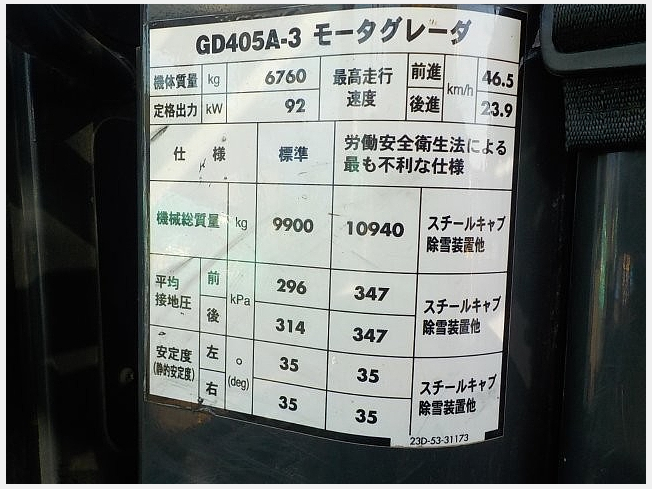 GD405A-3 モータグレーダ
機体質量 kg 6760 最高走行速度 前進 km/h 46.5
定格出力 kW 92 後進 23.9
仕様 標準 労働安全衛生法による
最も不利な仕様
機械総質量 kg 9900 10940 スチールキャブ
除雪装置他
平均接地圧 前 kPa 296 347 スチールキャブ
後 314 347 除雪装置他
安定度(静的安定度) 左 o(deg) 35 35 スチールキャブ
右 35 35 除雪装置他
23D-53-31173